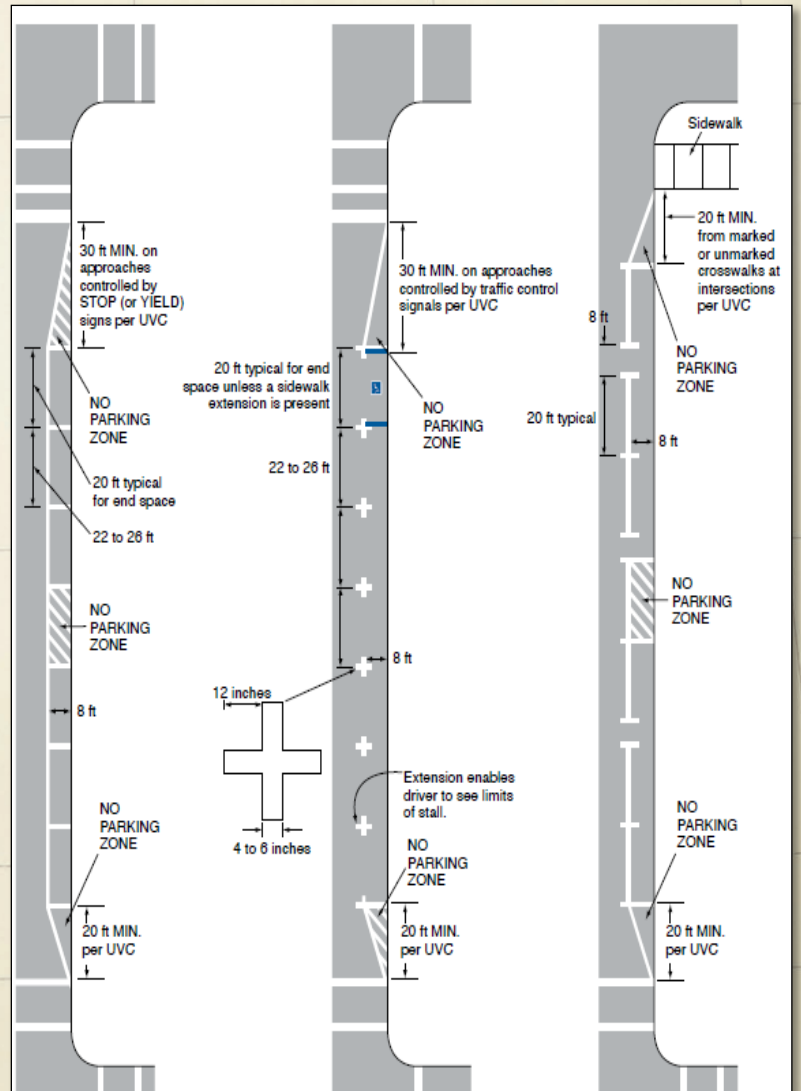 30 ft MIN. on
approaches
controlled by
STOP (or YIELD)
signs per UVC
NO
PARKING
ZONE
20 ft typical
for end space
22 to 26 ft
NO
PARKING
ZONE
8 ft
NO
PARKING
ZONE
20 ft MIN.
per UVC
30 ft MIN. on approaches
controlled by traffic control
signals per UVC
20 ft typical for end
space unless a sidewalk
extension is present
NO
PARKING
ZONE
22 to 26 ft
8 ft
12 inches
4 to 6 inches
Extension enables
driver to see limits
of stall.
NO
PARKING
ZONE
20 ft MIN.
per UVC
Sidewalk
20 ft MIN.
from marked
or unmarked
crosswalks at
intersections
per UVC
8 ft
NO
PARKING
ZONE
20 ft typical
8 ft
NO
PARKING
ZONE
NO
PARKING
ZONE
20 ft MIN.
per UVC